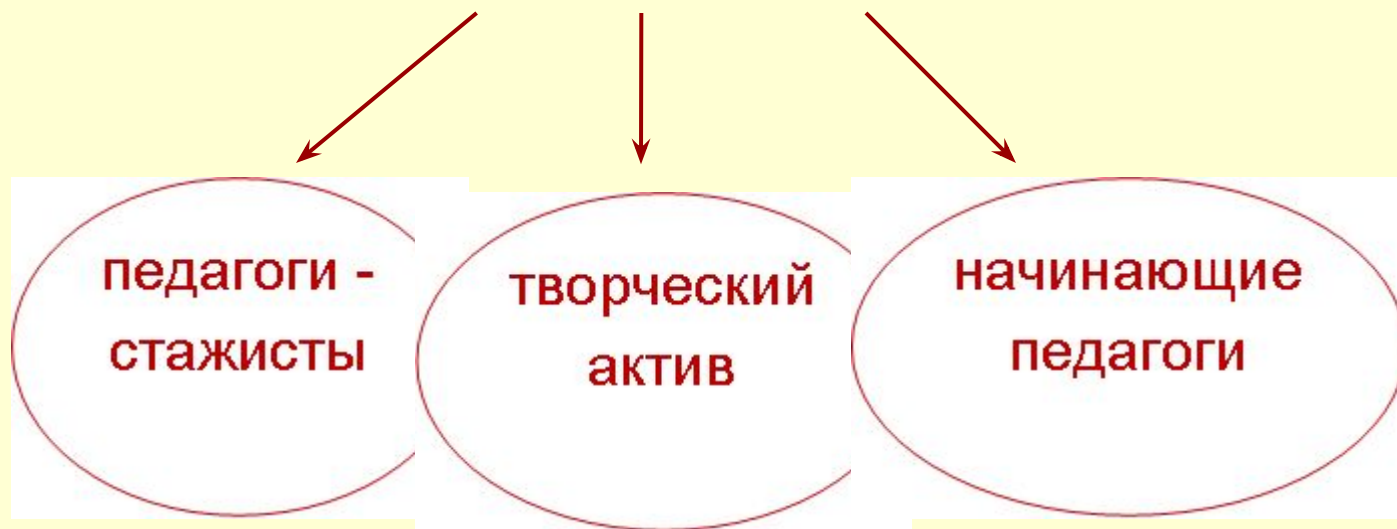 педагоги -
стажисты
творческий
актив
начинающие
педагоги